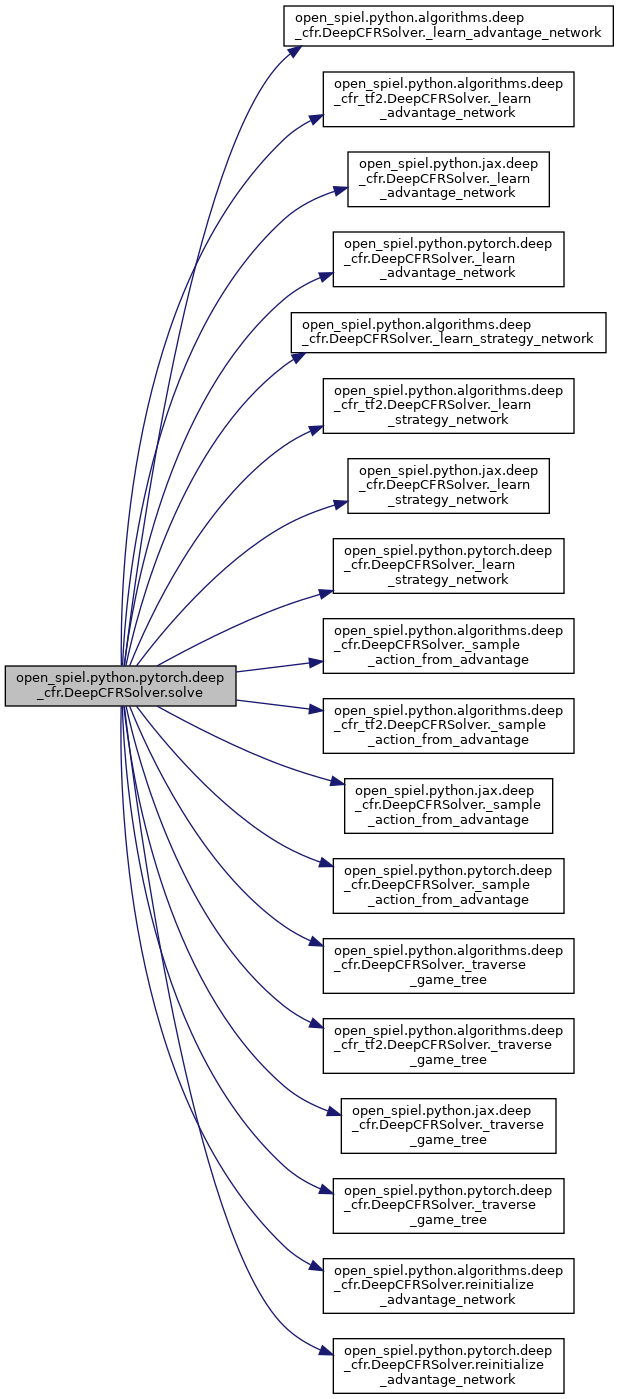 open_spiel.python.algorithms.deep
_cfr.DeepCFRSolver._learn_advantage_network
open_spiel.python.algorithms.deep
_cfr_tf2.DeepCFRSolver._learn
_advantage_network
open_spiel.python.jax.deep
_cfr.DeepCFRSolver._learn
_advantage_network
open_spiel.python.pytorch.deep
_cfr.DeepCFRSolver._learn
_advantage_network
open_spiel.python.algorithms.deep
_cfr.DeepCFRSolver._learn_strategy_network
open_spiel.python.algorithms.deep
_cfr_tf2.DeepCFRSolver._learn
_strategy_network
open_spiel.python.jax.deep
_cfr.DeepCFRSolver._learn
_strategy_network
open_spiel.python.pytorch.deep
_cfr.DeepCFRSolver._learn
_strategy_network
open_spiel.python.pytorch.deep
_cfr.DeepCFRSolver.solve
open_spiel.python.algorithms.deep
_cfr.DeepCFRSolver._sample
_action_from_advantage
open_spiel.python.algorithms.deep
_cfr_tf2.DeepCFRSolver._sample
_action_from_advantage
open_spiel.python.jax.deep
_cfr.DeepCFRSolver._sample
_action_from_advantage
open_spiel.python.pytorch.deep
_cfr.DeepCFRSolver._sample
_action_from_advantage
open_spiel.python.algorithms.deep
_cfr.DeepCFRSolver._traverse
_game_tree
open_spiel.python.algorithms.deep
_cfr_tf2.DeepCFRSolver._traverse
_game_tree
open_spiel.python.jax.deep
_cfr.DeepCFRSolver._traverse
_game_tree
open_spiel.python.pytorch.deep
_cfr.DeepCFRSolver._traverse
_game_tree
open_spiel.python.algorithms.deep
_cfr.DeepCFRSolver.reinitialize
_advantage_network
open_spiel.python.pytorch.deep
_cfr.DeepCFRSolver.reinitialize
_advantage_network